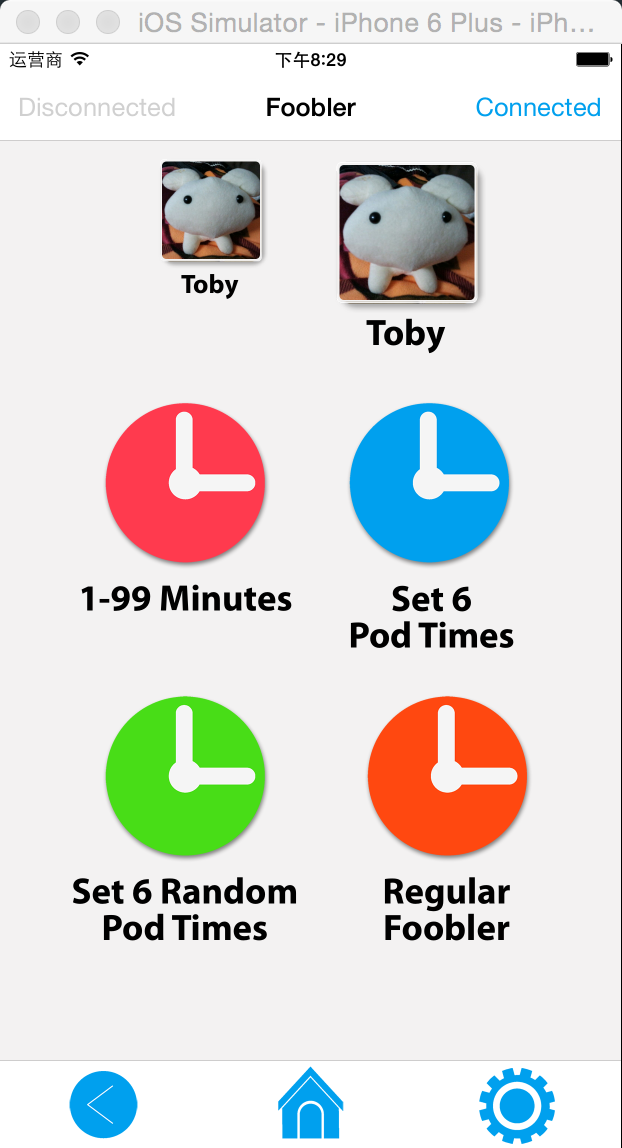 iOS Simulator - iPhone 6 Plus - iPh...
运营商 下午8:29
Disconnected Foobler Connected
Toby
Toby
1-99 Minutes
Set 6
Pod Times
Set 6 Random
Pod Times
Regular
Foobler